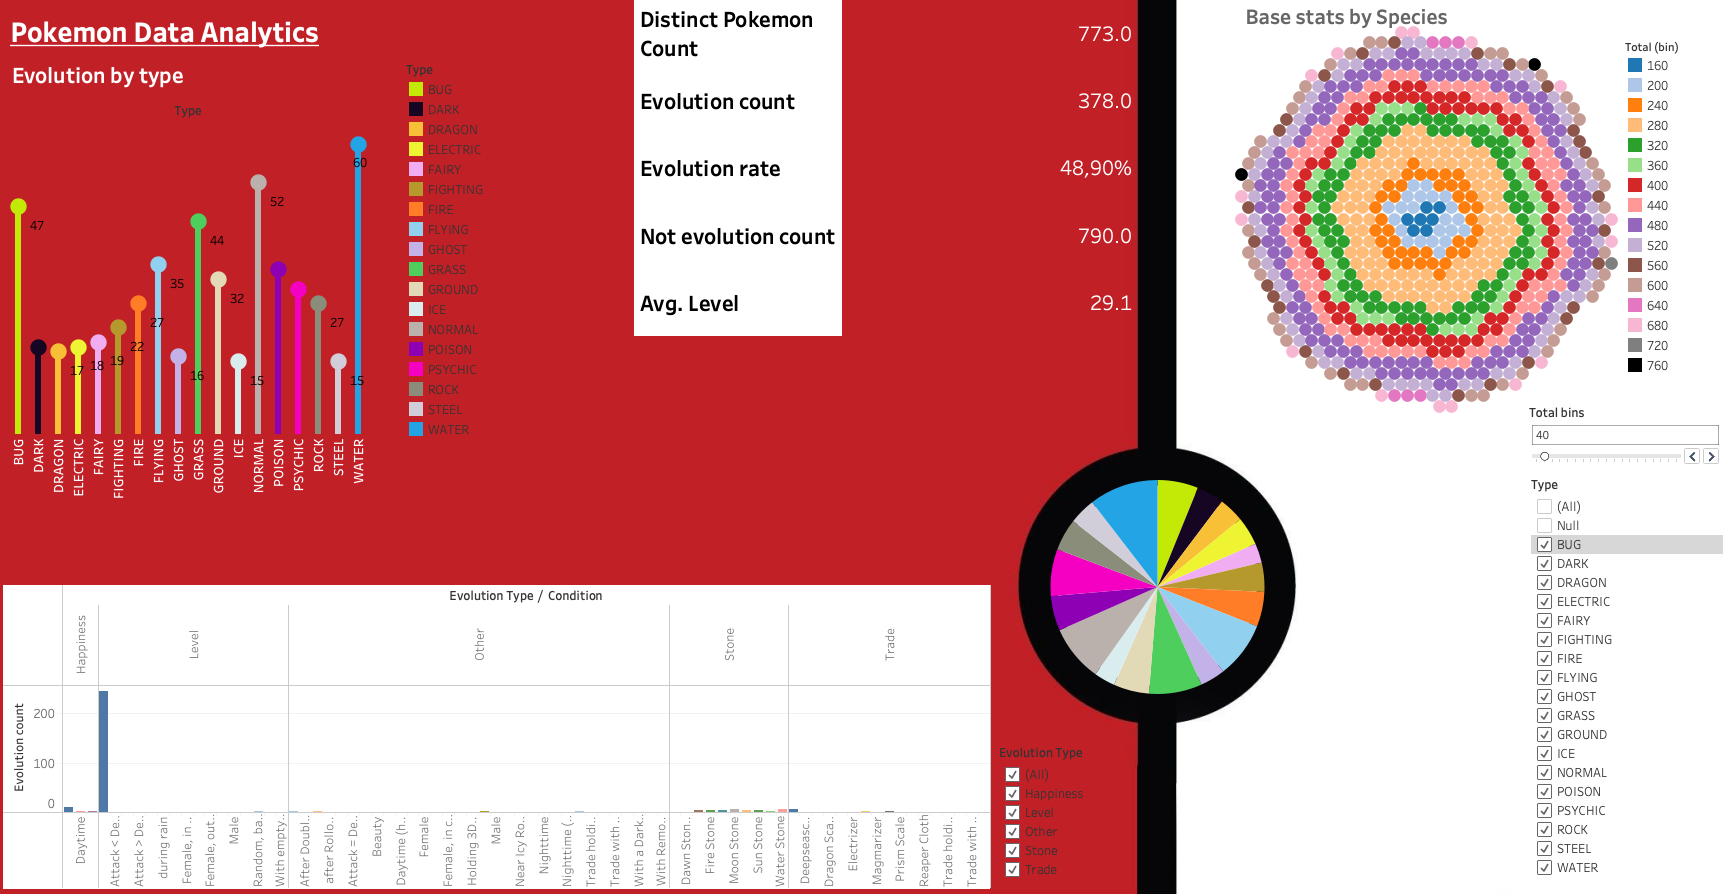 Pokemon Data Analytics
Evolution by type
Type
47
17
18
19
22
27
35
16
44
32
15
52
27
15
60
BUG
DARK
DRAGON
ELECTRIC
FAIRY
FIGHTING
FIRE
FLYING
GHOST
GRASS
GROUND
ICE
NORMAL
POISON
PSYCHIC
ROCK
STEEL
WATER
Type
BUG
DARK
DRAGON
ELECTRIC
FAIRY
FIGHTING
FIRE
FLYING
GHOST
GRASS
GROUND
ICE
NORMAL
POISON
PSYCHIC
ROCK
STEEL
WATER
Distinct Pokemon
Count
773.0
Evolution count
378.0
Evolution rate
48,90%
Not evolution count
790.0
Avg. Level
29.1
Base stats by Species
Total (bin)
160
200
240
280
320
360
400
440
480
520
560
600
640
680
720
760
Total bins
40
Type
(All)
Null
BUG
DARK
DRAGON
ELECTRIC
FAIRY
FIGHTING
FIRE
FLYING
GHOST
GRASS
GROUND
ICE
NORMAL
POISON
PSYCHIC
ROCK
STEEL
WATER
Evolution Type / Condition
Happiness
Level
Other
Stone
Trade
Evolution count
200
100
0
Daytime
Attack < De..
Attack > De..
during rain
Female, in ..
Female, out..
Male
Random, ba..
With empty..
After Doubl..
after Rollo..
Attack = De..
Beauty
Daytime (h..
Female
Female, in c..
Holding 3D..
Male
Near Icy Ro..
Nighttime
Nighttime (..
Trade holdi..
Trade with ..
With a Dark..
With Remo..
Dawn Ston..
Fire Stone
Moon Stone
Sun Stone
Water Stone
Deepseasc..
Dragon Sca..
Electrizer
Magmarizer
Prism Scale
Reaper Cloth
Trade holdi..
Trade with ..
Evolution Type
(All)
Happiness
Level
Other
Stone
Trade